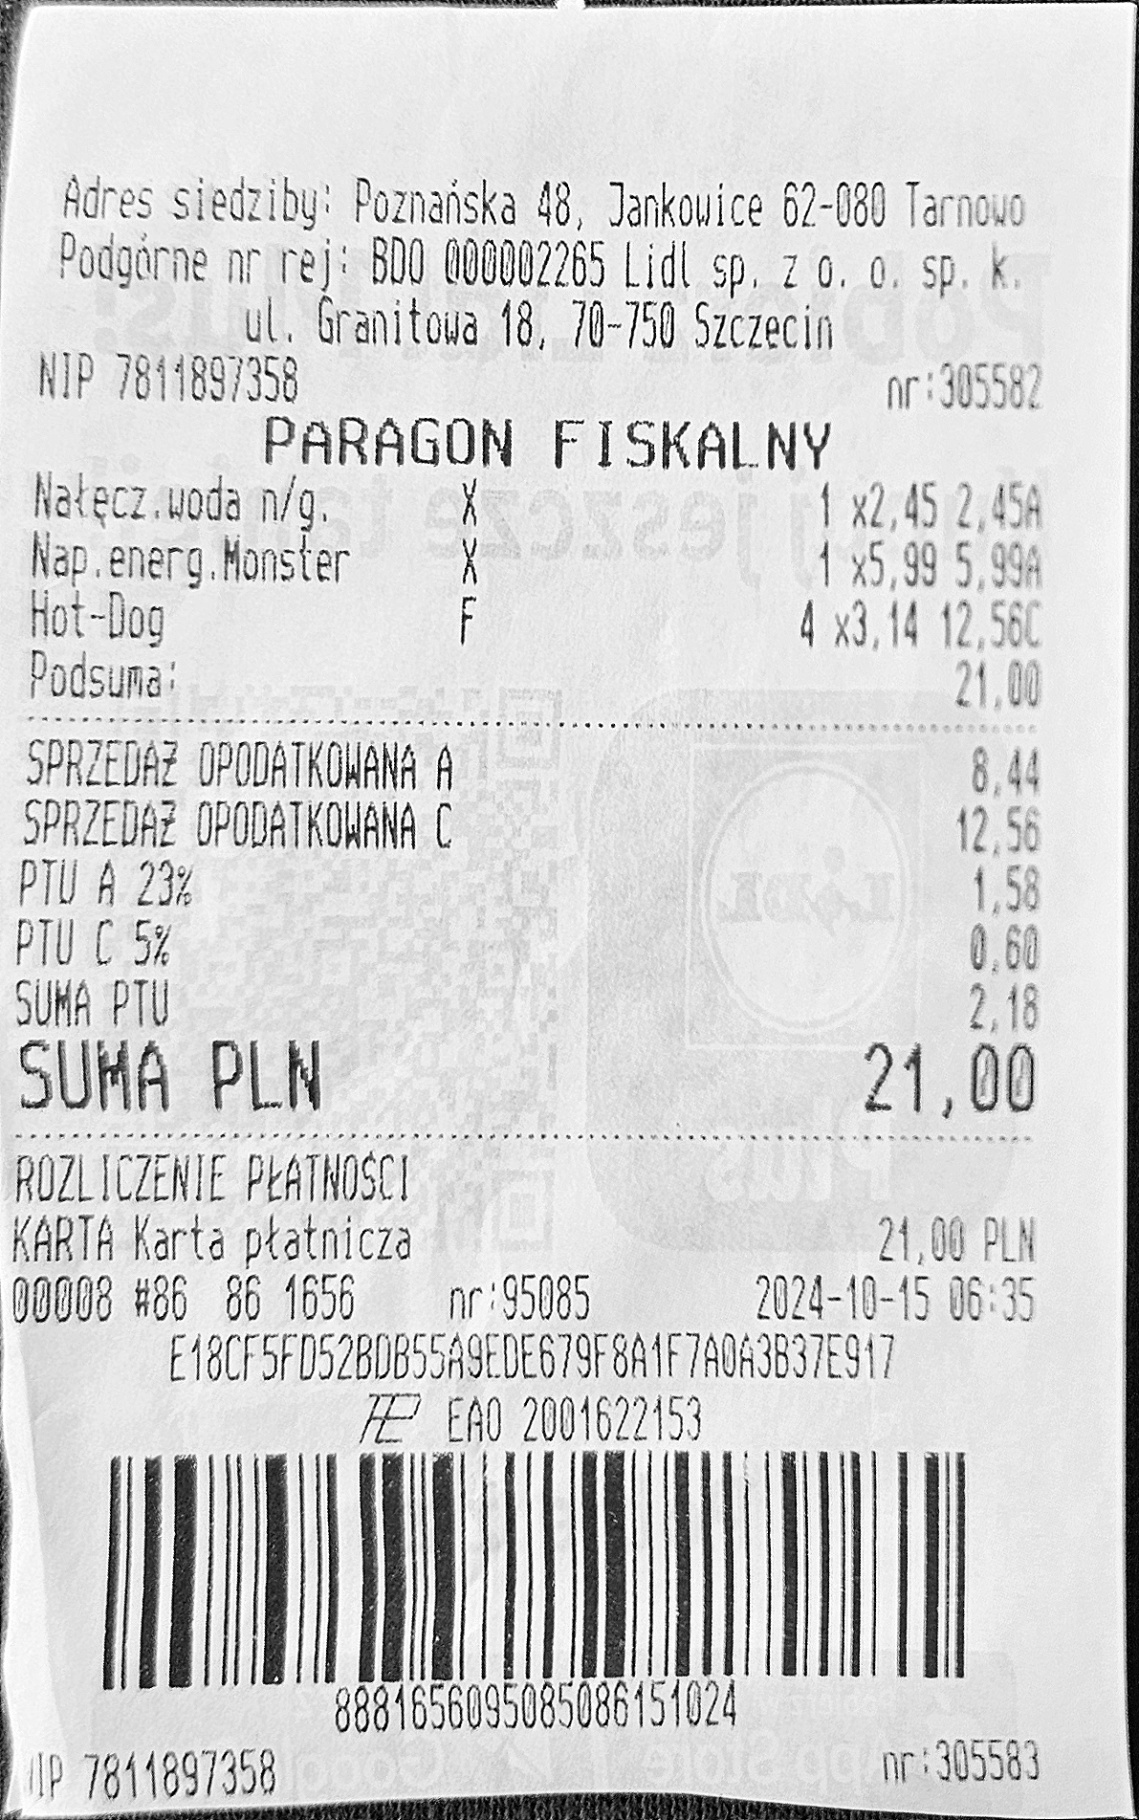 Adres siedziby: Poznańska 48, Jankowice 62-080 Tarnowo
Podgórne nr rej: BDO 000002265 Lidl sp. z o. o. sp. k.
ul. Granitowa 18, 70-750 Szczecin
NIP 7811897358 nr:305582
PARAGON FISKALNY
Nałęcz.woda n/g. X 1 x2,45 2,45A
Nap.energ.Monster X 1 x5,99 5,99A
Hot-Dog F 4 x3,14 12,56C
Podsuma: 21,00
SPRZEDAŻ OPODATKOWANA A 8,44
SPRZEDAŻ OPODATKOWANA C 12,56
PTU A 23% 1,58
PTU C 5% 0,60
SUMA PTU 2,18
SUMA PLN 21,00
ROZLICZENIE PŁATNOŚCI
KARTA Karta płatnicza 21,00 PLN
00008 #86 86 1656 nr:95085 2024-10-15 06:35
E18CF5FD52BDB55A9EDE679F8A1F7A0A3B37E917
EAO 2001622153
8881656095085086151024
NIP 7811897358 nr:305583